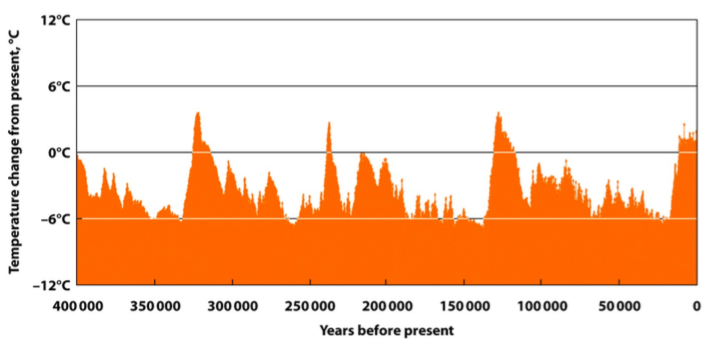 12°C
6°C
0°C
–6°C
–12°C
Temperature change from present, °C
400 000 350 000 300 000 250 000 200 000 150 000 100 000 50 000 0
Years before present